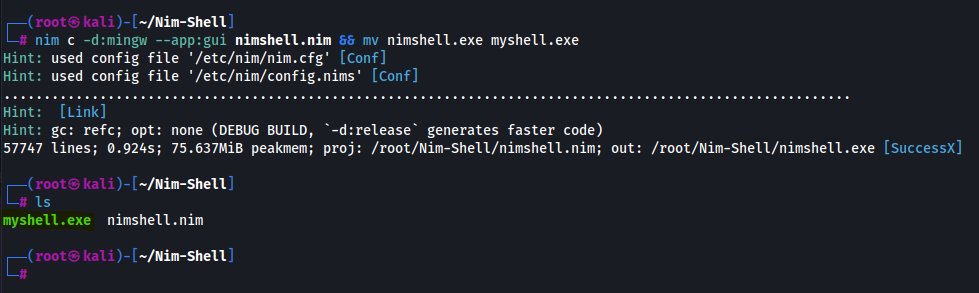 ┌──(root㉿kali)-[~/Nim-Shell]
└─# nim c -d:mingw --app:gui nimshell.nim && mv nimshell.exe myshell.exe
Hint: used config file '/etc/nim/nim.cfg' [Conf]
Hint: used config file '/etc/nim/config.nims' [Conf]
..........................................................................................................
Hint:  [Link]
Hint: gc: refc; opt: none (DEBUG BUILD, `-d:release` generates faster code)
57747 lines; 0.924s; 75.637MiB peakmem; proj: /root/Nim-Shell/nimshell.nim; out: /root/Nim-Shell/nimshell.exe [SuccessX]
┌──(root㉿kali)-[~/Nim-Shell]
└─# ls
myshell.exe  nimshell.nim
┌──(root㉿kali)-[~/Nim-Shell]
└─#